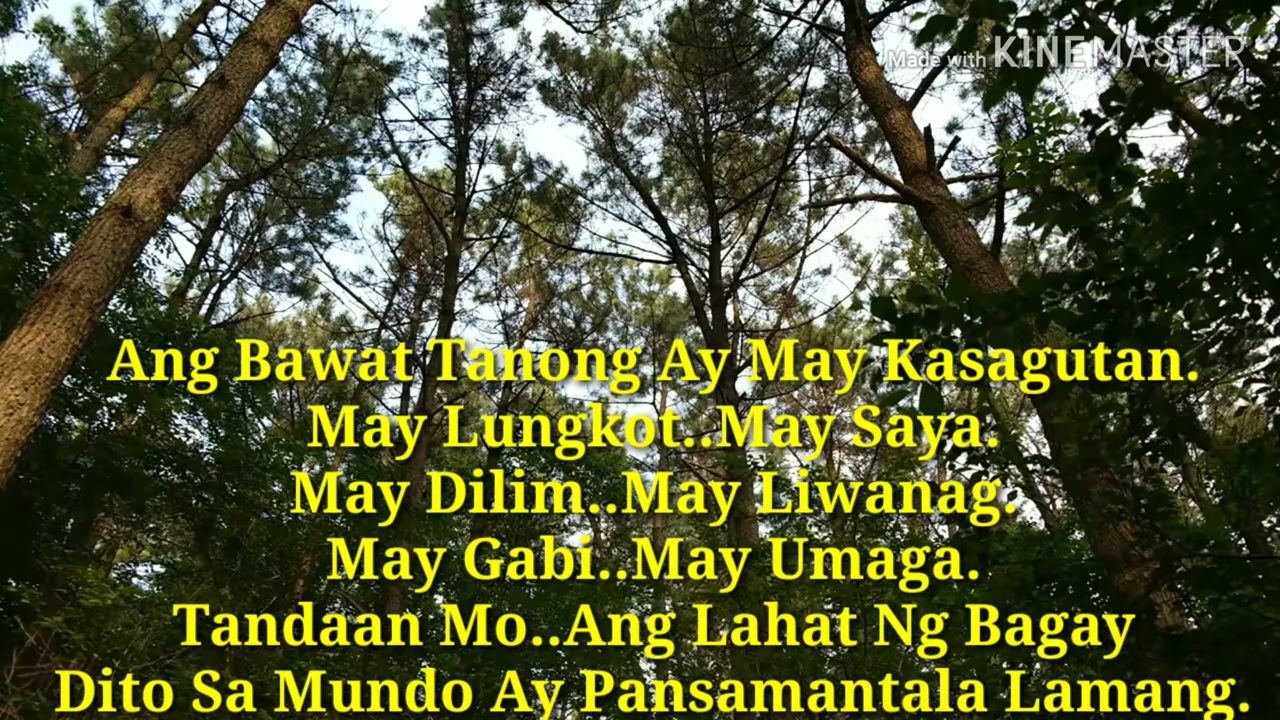 Made with KINEMASTER
Ang Bawat Tanong Ay May Kasagutan.
May Lungkot..May Saya.
May Dilim..May Liwanag.
May Gabi..May Umaga.
Tandaan Mo..Ang Lahat Ng Bagay
Dito Sa Mundo Ay Pansamantala Lamang.